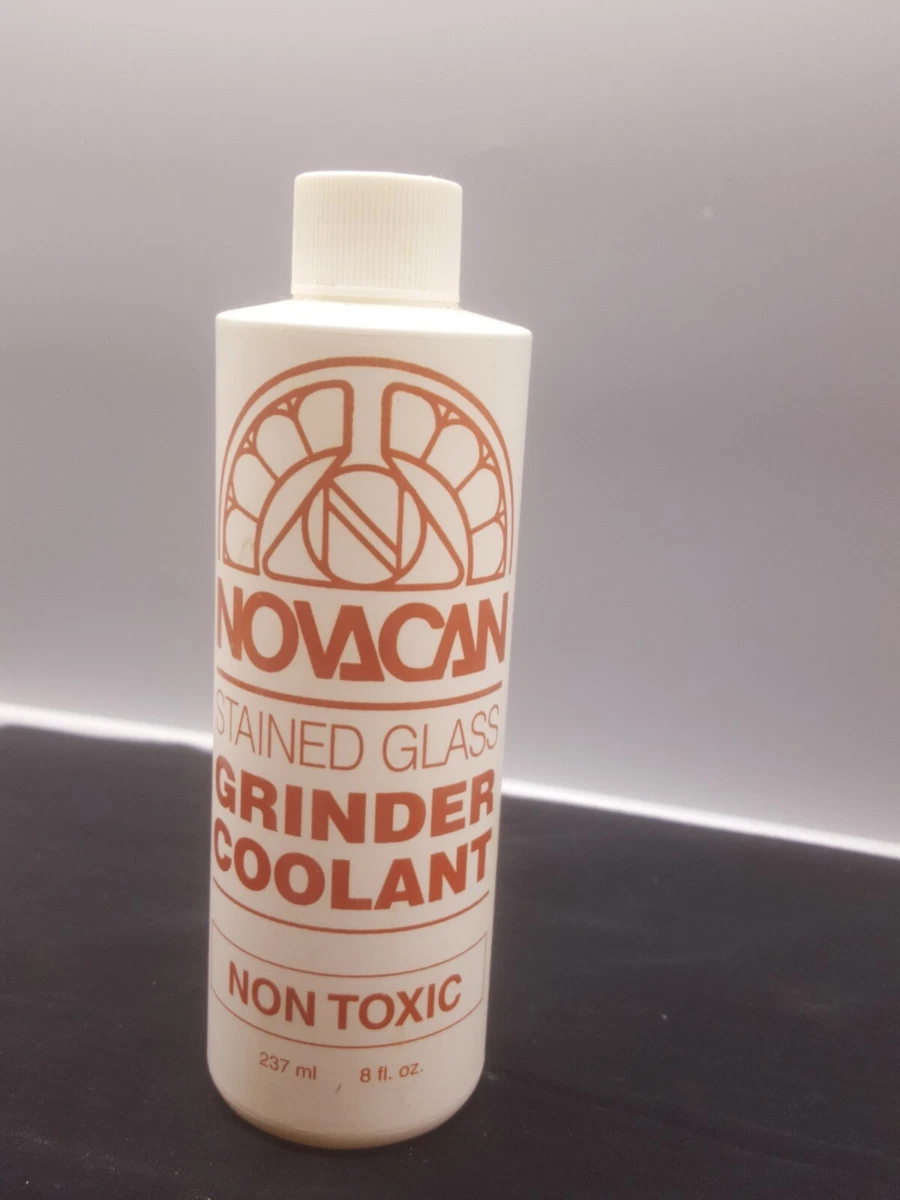 N
NOVACAN
STAINED GLASS
GRINDER
COOLANT
NON TOXIC
237 ml 8 fl. oz.